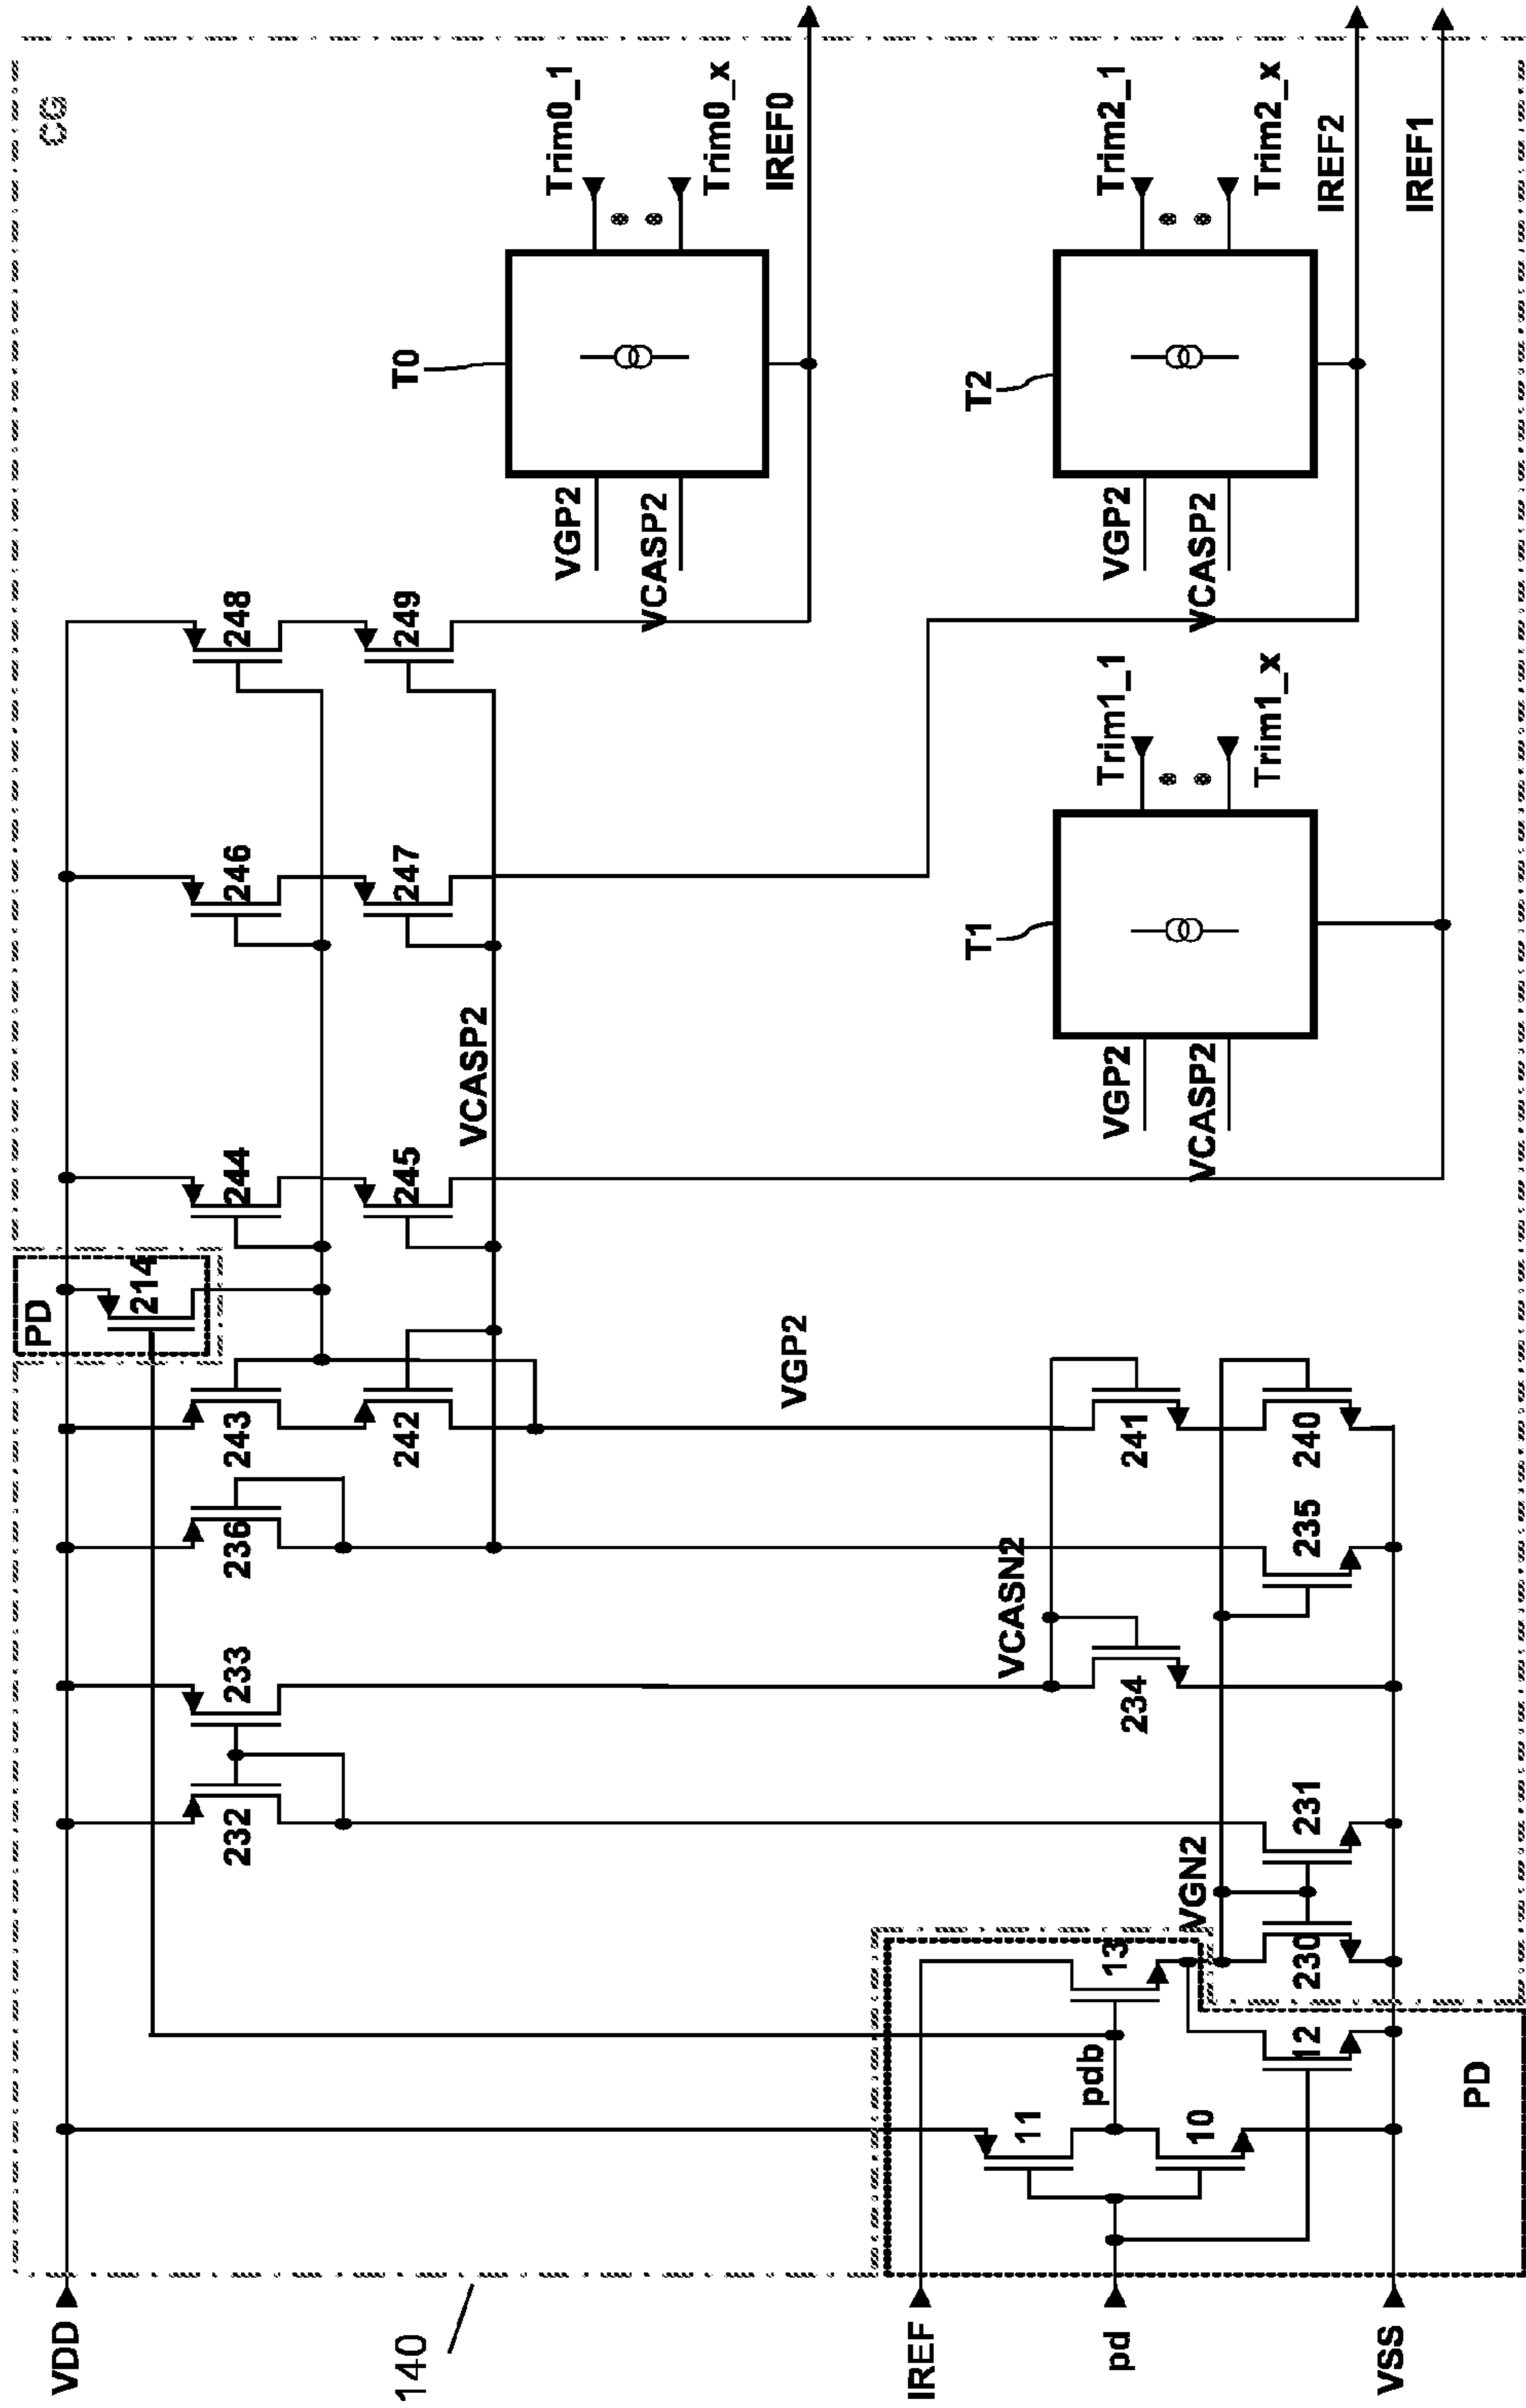 CG
VDD
140
IREF
pd
VSS
PD
214
232
233
236
243
242
244
245
246
247
248
249
VCASP2
VGP2
VCASN2
VGN2
234
241
240
235
231
230
13
12
11
10
pdb
PD
T0
VGP2
VCASP2
Trim0_1
Trim0_x
IREF0
T1
VGP2
VCASP2
Trim1_1
Trim1_x
T2
VGP2
VCASP2
Trim2_1
Trim2_x
IREF2
IREF1